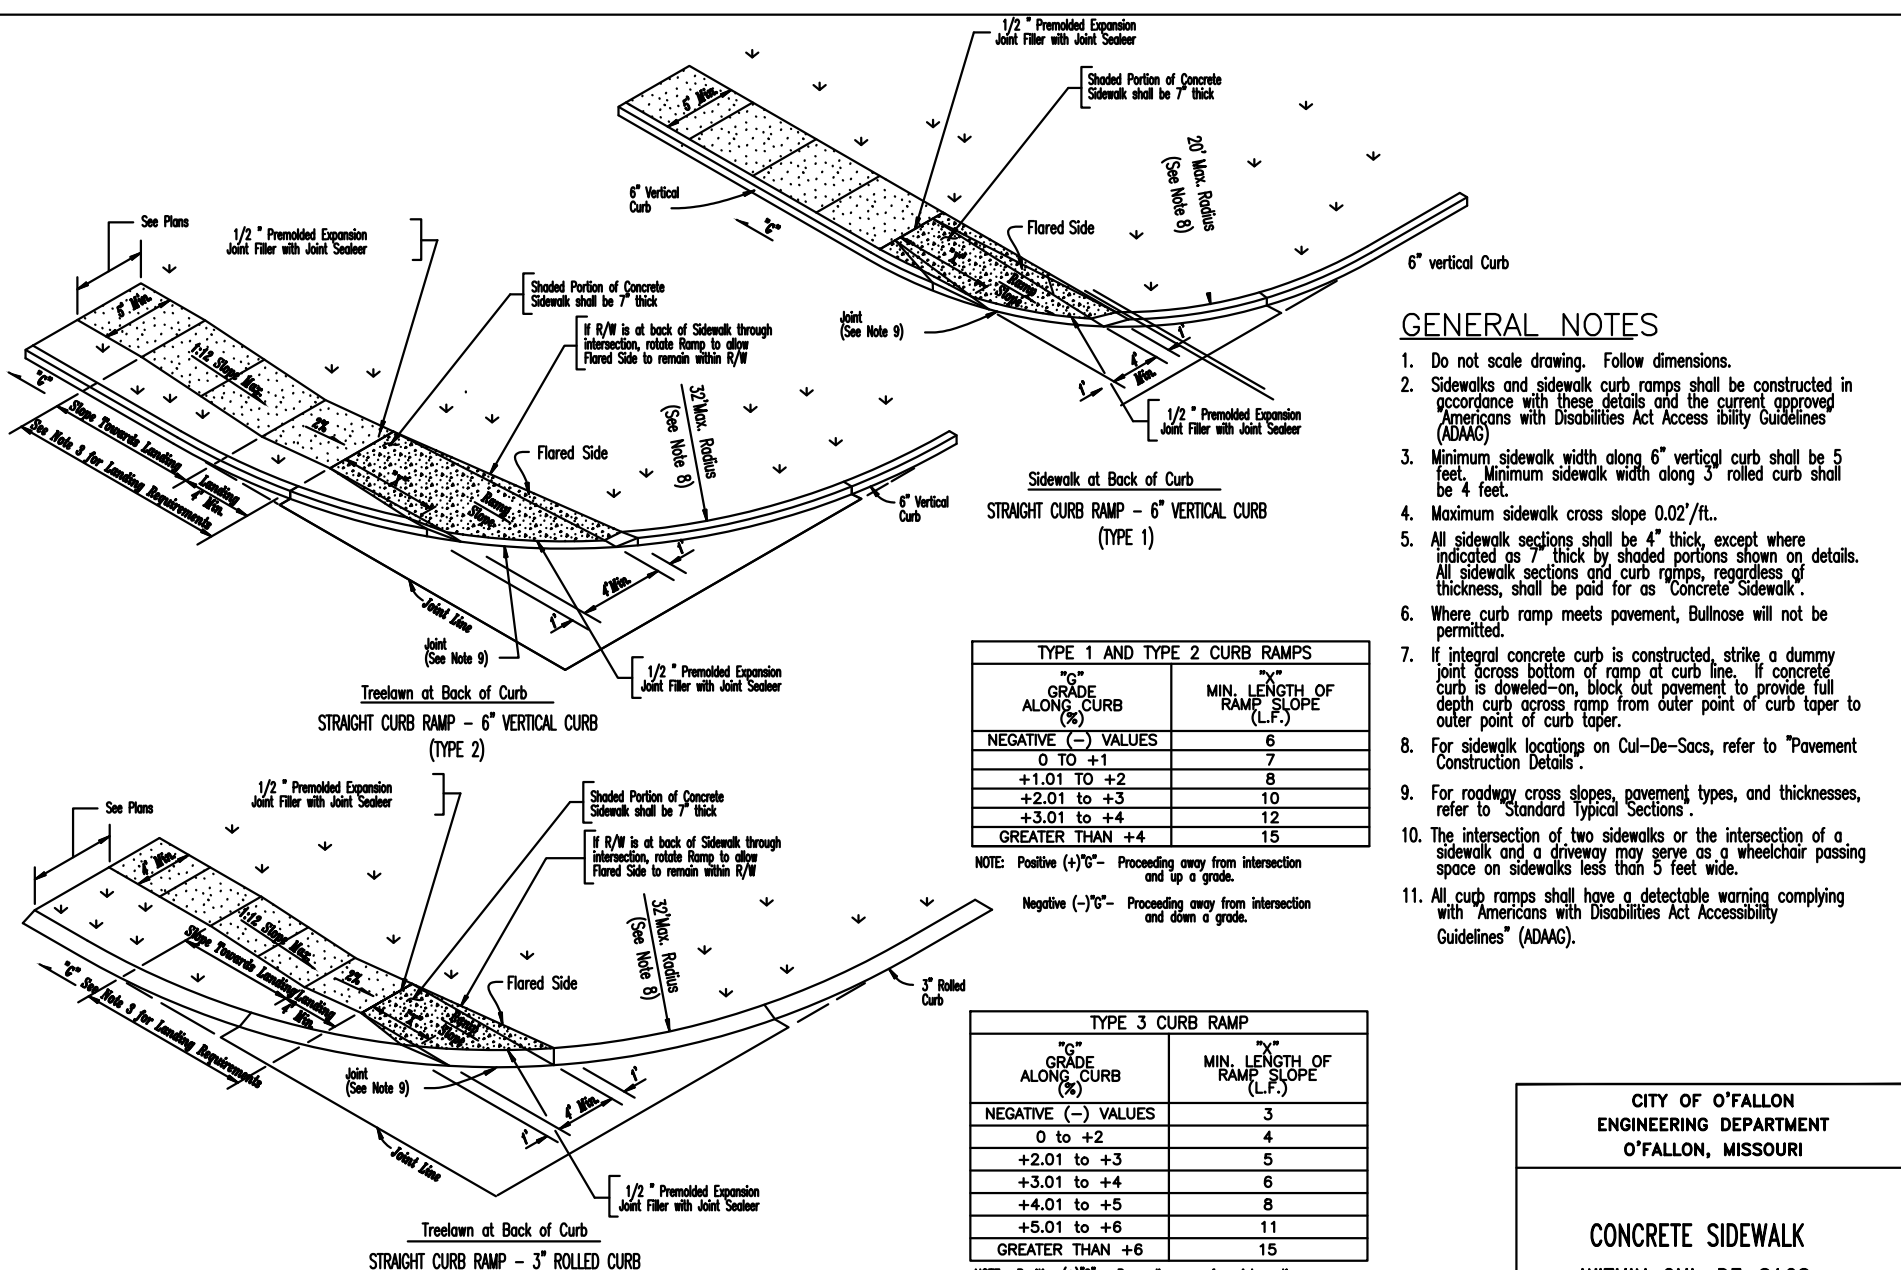 1/2 " Premolded Expansion
Joint Filler with Joint Sealeer
Shaded Portion of Concrete
Sidewalk shall be 7" thick
5' Min.
6" Vertical
Curb
"G"
20' Max. Radius
(See Note 8)
Flared Side
"X"
Ramp
Slope
6" vertical Curb
Joint
(See Note 9)
1'
4'
Min.
1'
1/2 " Premolded Expansion
Joint Filler with Joint Sealeer
Sidewalk at Back of Curb
STRAIGHT CURB RAMP - 6" VERTICAL CURB
(TYPE 1)
See Plans
1/2 " Premolded Expansion
Joint Filler with Joint Sealeer
Shaded Portion of Concrete
Sidewalk shall be 7" thick
If R/W is at back of Sidewalk through
intersection, rotate Ramp to allow
Flared Side to remain within R/W
5' Min.
1:12 Slope Max.
2%
"G"
Slope Towards Landing
Landing
4' Min.
See Note 3 for Landing Requirements
32'Max. Radius
(See Note 8)
Flared Side
"X"
Ramp
Slope
6" Vertical
Curb
1'
4'Min.
1'
Joint Line
Joint
(See Note 9)
1/2 " Premolded Expansion
Joint Filler with Joint Sealeer
Treelawn at Back of Curb
STRAIGHT CURB RAMP - 6" VERTICAL CURB
(TYPE 2)
See Plans
1/2 " Premolded Expansion
Joint Filler with Joint Sealeer
Shaded Portion of Concrete
Sidewalk shall be 7" thick
If R/W is at back of Sidewalk through
intersection, rotate Ramp to allow
Flared Side to remain within R/W
4' Min.
1:12 Slope Max.
2%
Slope Towards Landing
Landing
4' Min.
"G"
See Note 3 for Landing Requirements
32'Max. Radius
(See Note 8)
Flared Side
"X"
Slope
3" Rolled
Curb
Joint
(See Note 9)
1'
4' Min.
1'
Joint Line
1/2 " Premolded Expansion
Joint Filler with Joint Sealeer
Treelawn at Back of Curb
STRAIGHT CURB RAMP - 3" ROLLED CURB
TYPE 1 AND TYPE 2 CURB RAMPS
"G" GRADE ALONG CURB (%) "X" MIN. LENGTH OF RAMP SLOPE (L.F.)
NEGATIVE (-) VALUES 6
0 TO +1 7
+1.01 TO +2 8
+2.01 to +3 10
+3.01 to +4 12
GREATER THAN +4 15
NOTE: Positive (+)"G"- Proceeding away from intersection
and up a grade.
Negative (-)"G"- Proceeding away from intersection
and down a grade.
TYPE 3 CURB RAMP
"G" GRADE ALONG CURB (%) "X" MIN. LENGTH OF RAMP SLOPE (L.F.)
NEGATIVE (-) VALUES 3
0 to +2 4
+2.01 to +3 5
+3.01 to +4 6
+4.01 to +5 8
+5.01 to +6 11
GREATER THAN +6 15
GENERAL NOTES
1. Do not scale drawing. Follow dimensions.
2. Sidewalks and sidewalk curb ramps shall be constructed in
accordance with these details and the current approved
"Americans with Disabilities Act Access ibility Guidelines"
(ADAAG)
3. Minimum sidewalk width along 6" vertical curb shall be 5
feet. Minimum sidewalk width along 3" rolled curb shall
be 4 feet.
4. Maximum sidewalk cross slope 0.02'/ft..
5. All sidewalk sections shall be 4" thick, except where
indicated as 7" thick by shaded portions shown on details.
All sidewalk sections and curb ramps, regardless of
thickness, shall be paid for as "Concrete Sidewalk".
6. Where curb ramp meets pavement, Bullnose will not be
permitted.
7. If integral concrete curb is constructed, strike a dummy
joint across bottom of ramp at curb line. If concrete
curb is doweled-on, block out pavement to provide full
depth curb across ramp from outer point of curb taper to
outer point of curb taper.
8. For sidewalk locations on Cul-De-Sacs, refer to "Pavement
Construction Details".
9. For roadway cross slopes, pavement types, and thicknesses,
refer to "Standard Typical Sections".
10. The intersection of two sidewalks or the intersection of a
sidewalk and a driveway may serve as a wheelchair passing
space on sidewalks less than 5 feet wide.
11. All curb ramps shall have a detectable warning complying
with "Americans with Disabilities Act Accessibility
Guidelines" (ADAAG).
CITY OF O'FALLON
ENGINEERING DEPARTMENT
O'FALLON, MISSOURI
CONCRETE SIDEWALK